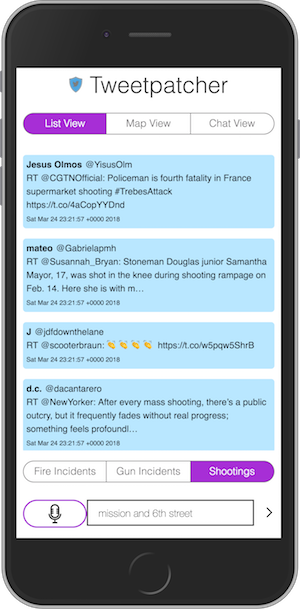 Tweetpatcher
List View Map View Chat View
Jesus Olmos @YisusOlm
RT @CGTNOfficial: Policeman is fourth fatality in France
supermarket shooting #TrebesAttack
https://t.co/4aCopYYDnd
Sat Mar 24 23:21:57 +0000 2018
mateo @Gabrielapmh
RT @Susannah_Bryan: Stoneman Douglas junior Samantha
Mayor, 17, was shot in the knee during shooting rampage on
Feb. 14. Here she is with m…
Sat Mar 24 23:21:57 +0000 2018
J @jdfdownthelane
RT @scooterbraun: 👏👏👏👏 https://t.co/w5pqw5ShrB
Sat Mar 24 23:21:57 +0000 2018
d.c. @dacantarero
RT @NewYorker: After every mass shooting, there’s a public
outcry, but it frequently fades without real progress;
something feels profoundl…
Sat Mar 24 23:21:57 +0000 2018
Fire Incidents Gun Incidents Shootings
mission and 6th street